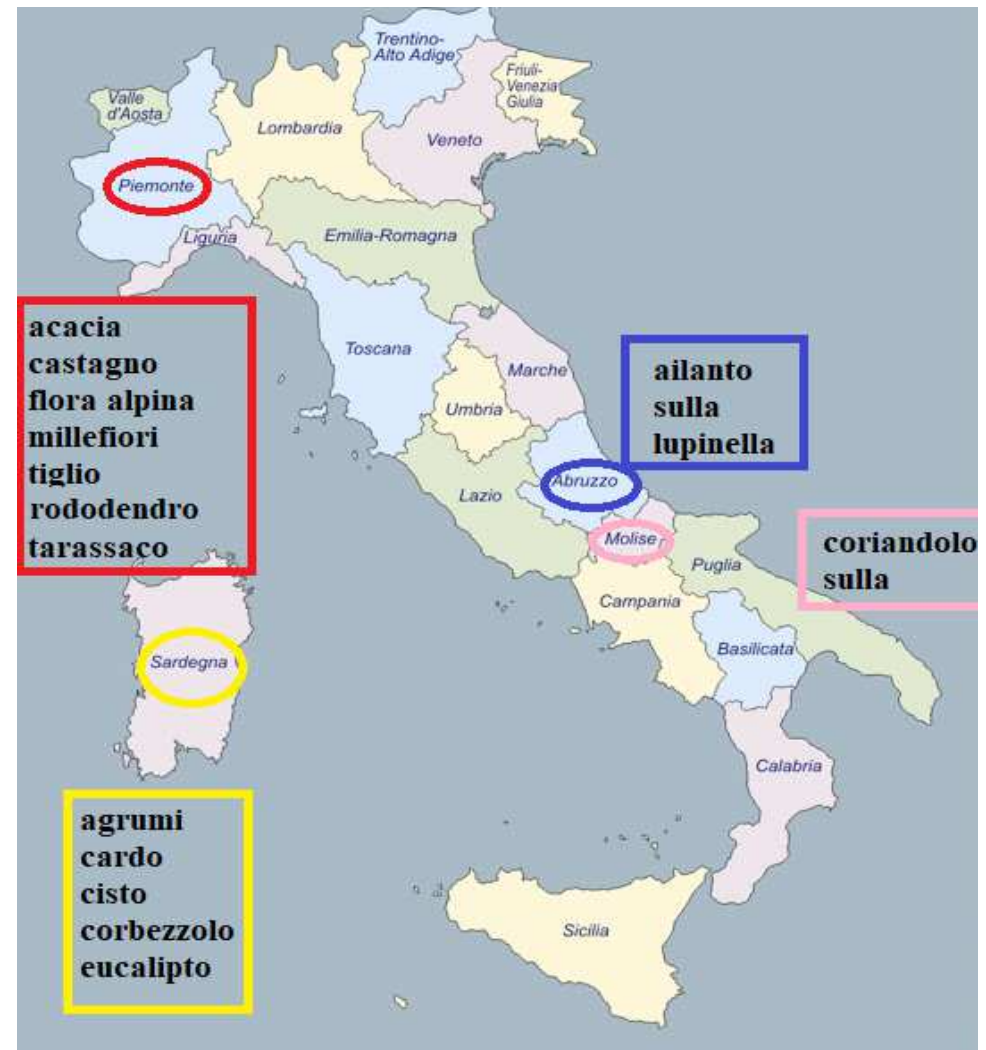 Trentino-
Alto Adige
Friuli-
Venezia
Giulia
Valle
d'Aosta
Lombardia
Veneto
Piemonte
Liguria
Emilia-Romagna
acacia
castagno
flora alpina
millefiori
tiglio
rododendro
tarassaco
Toscana
Marche
Umbria
ailanto
sulla
lupinella
Lazio
Abruzzo
Molise
Puglia
coriandolo
sulla
Campania
Basilicata
Sardegna
Calabria
agrumi
cardo
cisto
corbezzolo
eucalipto
Sicilia